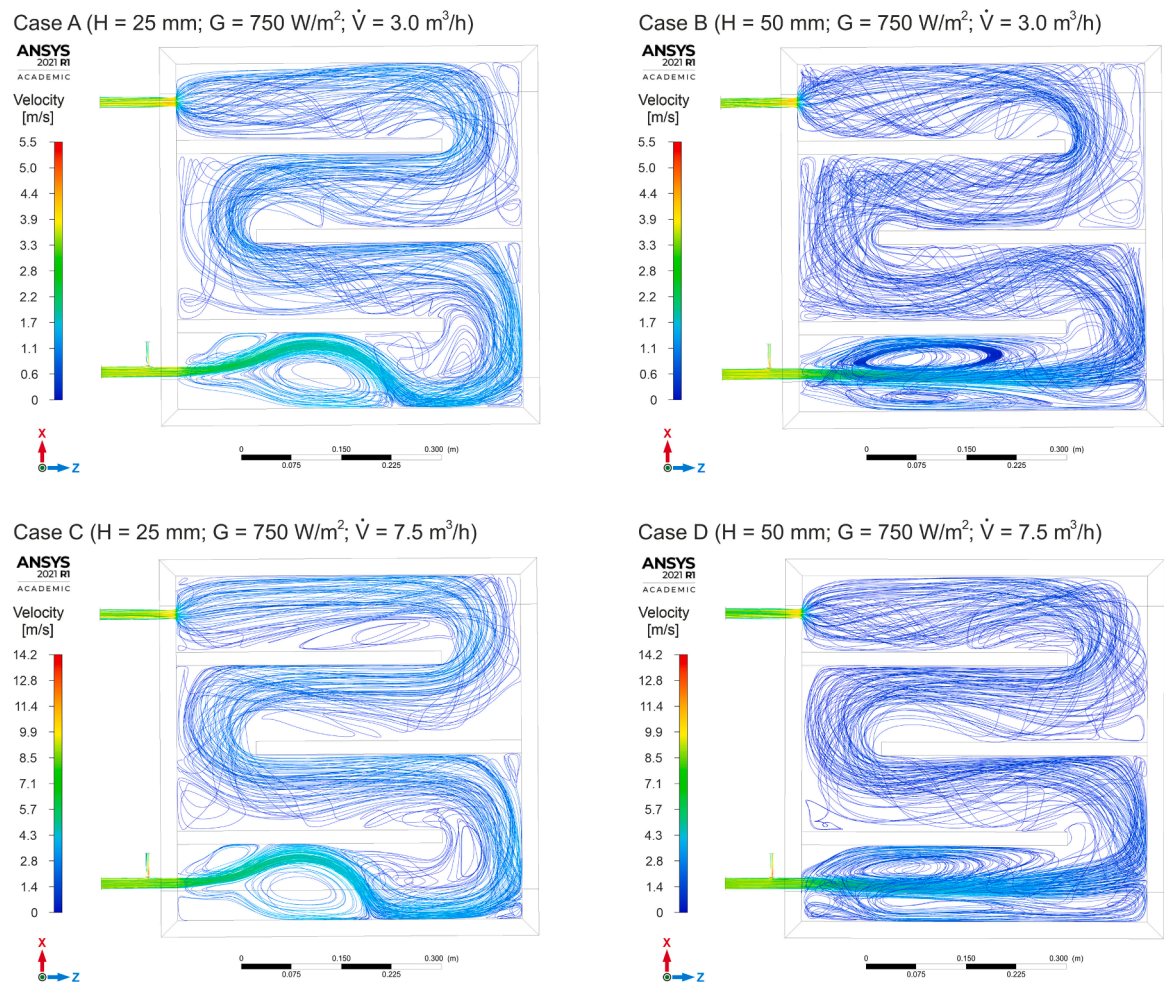 Case A (H = 25 mm; G = 750 W/m²; V̇ = 3.0 m³/h)
ANSYS
2021 R1
ACADEMIC
Velocity
[m/s]
5.5
5.0
4.4
3.9
3.3
2.8
2.2
1.7
1.1
0.6
0
X
Z
0 0.150 0.300 (m)
0.075 0.225
Case B (H = 50 mm; G = 750 W/m²; V̇ = 3.0 m³/h)
ANSYS
2021 R1
ACADEMIC
Velocity
[m/s]
5.5
5.0
4.4
3.9
3.3
2.8
2.2
1.7
1.1
0.6
0
X
Z
0 0.150 0.300 (m)
0.075 0.225
Case C (H = 25 mm; G = 750 W/m²; V̇ = 7.5 m³/h)
ANSYS
2021 R1
ACADEMIC
Velocity
[m/s]
14.2
12.8
11.4
9.9
8.5
7.1
5.7
4.3
2.8
1.4
0
X
Z
0 0.150 0.300 (m)
0.075 0.225
Case D (H = 50 mm; G = 750 W/m²; V̇ = 7.5 m³/h)
ANSYS
2021 R1
ACADEMIC
Velocity
[m/s]
14.2
12.8
11.4
9.9
8.5
7.1
5.7
4.3
2.8
1.4
0
X
Z
0 0.150 0.300 (m)
0.075 0.225